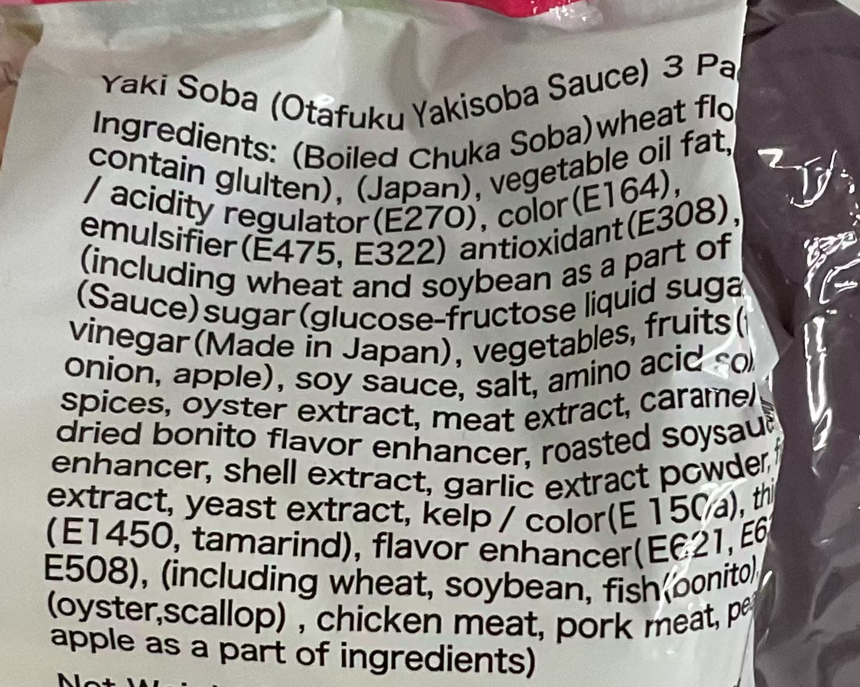 Yaki Soba (Otafuku Yakisoba Sauce) 3 Pa
Ingredients: (Boiled Chuka Soba)wheat flo
contain glulten), (Japan), vegetable oil fat,
/ acidity regulator(E270), color(E164),
emulsifier(E475, E322) antioxidant(E308),
(including wheat and soybean as a part of
(Sauce)sugar(glucose-fructose liquid suga
vinegar(Made in Japan), vegetables, fruits(
onion, apple), soy sauce, salt, amino acid sol
spices, oyster extract, meat extract, caramel
dried bonito flavor enhancer, roasted soysauc
enhancer, shell extract, garlic extract powder,
extract, yeast extract, kelp / color(E 150a), thi
(E1450, tamarind), flavor enhancer(E621, E6
E508), (including wheat, soybean, fish(bonito),
(oyster,scallop) , chicken meat, pork meat, pea
apple as a part of ingredients)